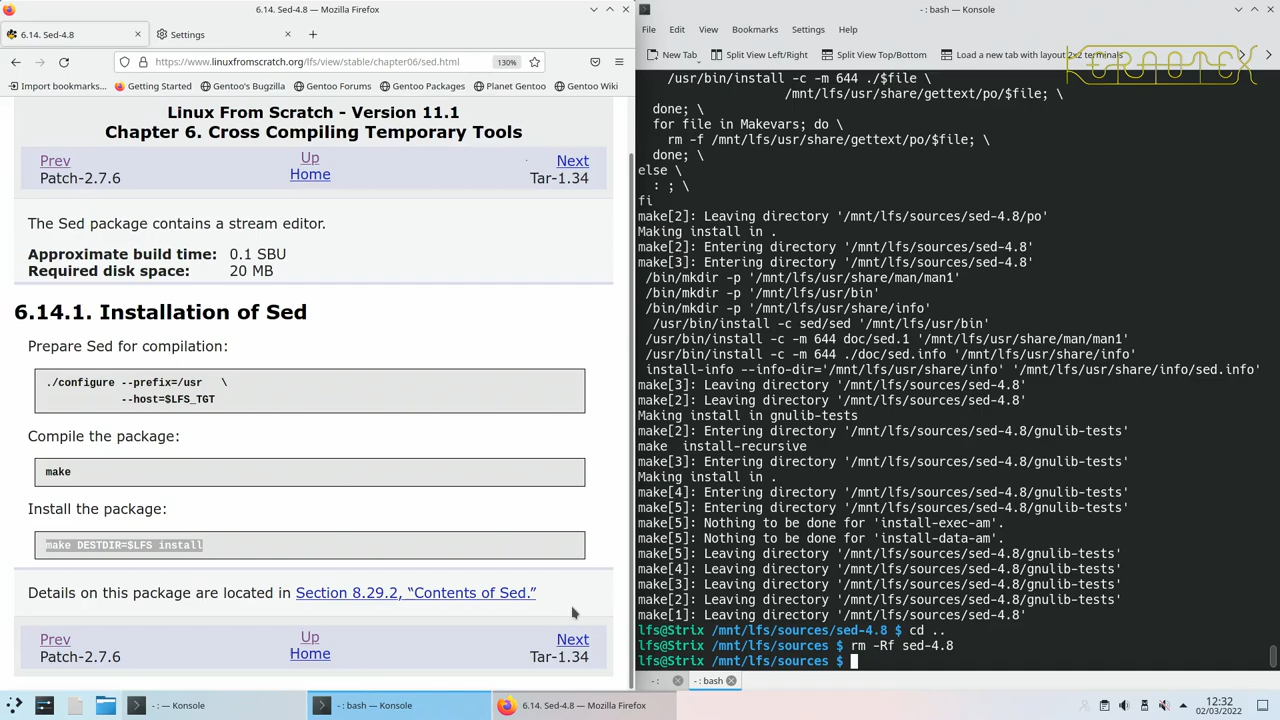 6.14. Sed-4.8 — Mozilla Firefox
6.14. Sed-4.8
Settings
https://www.linuxfromscratch.org/lfs/view/stable/chapter06/sed.html
130%
Import bookmarks...
Getting Started
Gentoo's Bugzilla
Gentoo Forums
Gentoo Packages
Planet Gentoo
Gentoo Wiki
Linux From Scratch - Version 11.1
Chapter 6. Cross Compiling Temporary Tools
Prev
Up
Next
Patch-2.7.6
Home
Tar-1.34
The Sed package contains a stream editor.
Approximate build time: 0.1 SBU
Required disk space: 20 MB
6.14.1. Installation of Sed
Prepare Sed for compilation:
./configure --prefix=/usr \
--host=$LFS_TGT
Compile the package:
make
Install the package:
make DESTDIR=$LFS install
Details on this package are located in Section 8.29.2, “Contents of Sed.”
Prev
Up
Next
Patch-2.7.6
Home
Tar-1.34
- : bash — Konsole
File Edit View Bookmarks Settings Help
New Tab
Split View Left/Right
Split View Top/Bottom
Load a new tab with layout 2x2 terminals
KERNOTEX
/usr/bin/install -c -m 644 ./$file \
/mnt/lfs/usr/share/gettext/po/$file; \
done; \
for file in Makevars; do \
rm -f /mnt/lfs/usr/share/gettext/po/$file; \
done; \
else \
: ; \
fi
make[2]: Leaving directory '/mnt/lfs/sources/sed-4.8/po'
Making install in .
make[2]: Entering directory '/mnt/lfs/sources/sed-4.8'
make[3]: Entering directory '/mnt/lfs/sources/sed-4.8'
/bin/mkdir -p '/mnt/lfs/usr/share/man/man1'
/bin/mkdir -p '/mnt/lfs/usr/bin'
/bin/mkdir -p '/mnt/lfs/usr/share/info'
/usr/bin/install -c sed/sed '/mnt/lfs/usr/bin'
/usr/bin/install -c -m 644 doc/sed.1 '/mnt/lfs/usr/share/man/man1'
/usr/bin/install -c -m 644 ./doc/sed.info '/mnt/lfs/usr/share/info'
install-info --info-dir='/mnt/lfs/usr/share/info' '/mnt/lfs/usr/share/info/sed.info'
make[3]: Leaving directory '/mnt/lfs/sources/sed-4.8'
make[2]: Leaving directory '/mnt/lfs/sources/sed-4.8'
Making install in gnulib-tests
make[2]: Entering directory '/mnt/lfs/sources/sed-4.8/gnulib-tests'
make  install-recursive
make[3]: Entering directory '/mnt/lfs/sources/sed-4.8/gnulib-tests'
Making install in .
make[4]: Entering directory '/mnt/lfs/sources/sed-4.8/gnulib-tests'
make[5]: Entering directory '/mnt/lfs/sources/sed-4.8/gnulib-tests'
make[5]: Nothing to be done for 'install-exec-am'.
make[5]: Nothing to be done for 'install-data-am'.
make[5]: Leaving directory '/mnt/lfs/sources/sed-4.8/gnulib-tests'
make[4]: Leaving directory '/mnt/lfs/sources/sed-4.8/gnulib-tests'
make[3]: Leaving directory '/mnt/lfs/sources/sed-4.8/gnulib-tests'
make[2]: Leaving directory '/mnt/lfs/sources/sed-4.8/gnulib-tests'
make[1]: Leaving directory '/mnt/lfs/sources/sed-4.8'
lfs@Strix /mnt/lfs/sources/sed-4.8 $ cd ..
lfs@Strix /mnt/lfs/sources $ rm -Rf sed-4.8
lfs@Strix /mnt/lfs/sources $
- :
- : bash
- : — Konsole
- : bash — Konsole
6.14. Sed-4.8 — Mozilla Firefox
12:32
02/03/2022